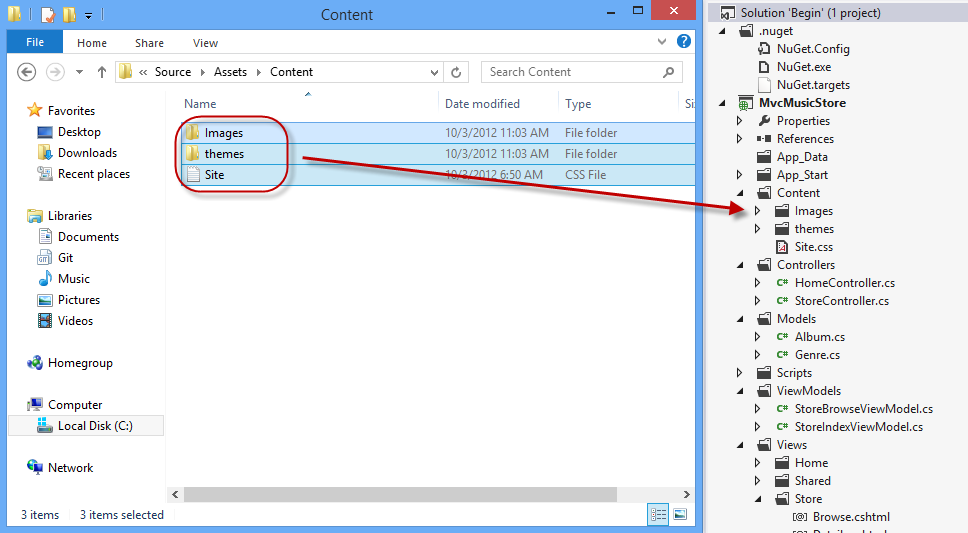 Content
File
Home
Share
View
« Source
Assets
Content
Search Content
Favorites
Desktop
Downloads
Recent places
Libraries
Documents
Git
Music
Pictures
Videos
Homegroup
Computer
Local Disk (C:)
Network
Name
Date modified
Type
Si
Images
10/3/2012 11:03 AM
File folder
themes
10/3/2012 11:03 AM
File folder
Site
10/3/2012 6:50 AM
CSS File
3 items
3 items selected
Solution 'Begin' (1 project)
.nuget
NuGet.Config
NuGet.exe
NuGet.targets
MvcMusicStore
Properties
References
App_Data
App_Start
Content
Images
themes
Site.css
Controllers
C# HomeController.cs
C# StoreController.cs
Models
C# Album.cs
C# Genre.cs
Scripts
ViewModels
C# StoreBrowseViewModel.cs
C# StoreIndexViewModel.cs
Views
Home
Shared
Store
[@] Browse.cshtml